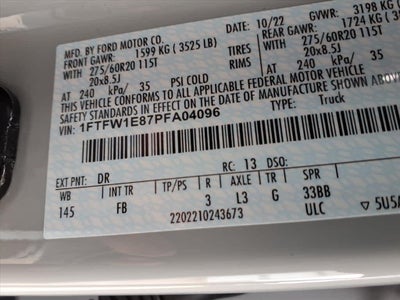 MFD. BY FORD MOTOR CO.
10/22 GVWR: 3198 KG
FRONT GAWR: 1599 KG ( 3525 LB) REAR GAWR: 1724 KG
WITH 275/60R20 115T TIRES WITH 275/60R20 115T
20x8.5J RIMS 20x8.5J
AT 240 kPa/ 35 PSI COLD AT 240 kPa/ 35
THIS VEHICLE CONFORMS TO ALL APPLICABLE FEDERAL MOTOR
STANDARDS IN EFFECT ON THE DATE OF MANUFACTURE SHOWN
VIN: 1FTFW1E87PFA04096
TYPE: Truck
EXT PNT: DR RC: 13 DSO:
WB INT TR TP/PS R AXLE TR SPR
145 FB 3 L3 G 33BB
2202210243673 ULC 5U5A